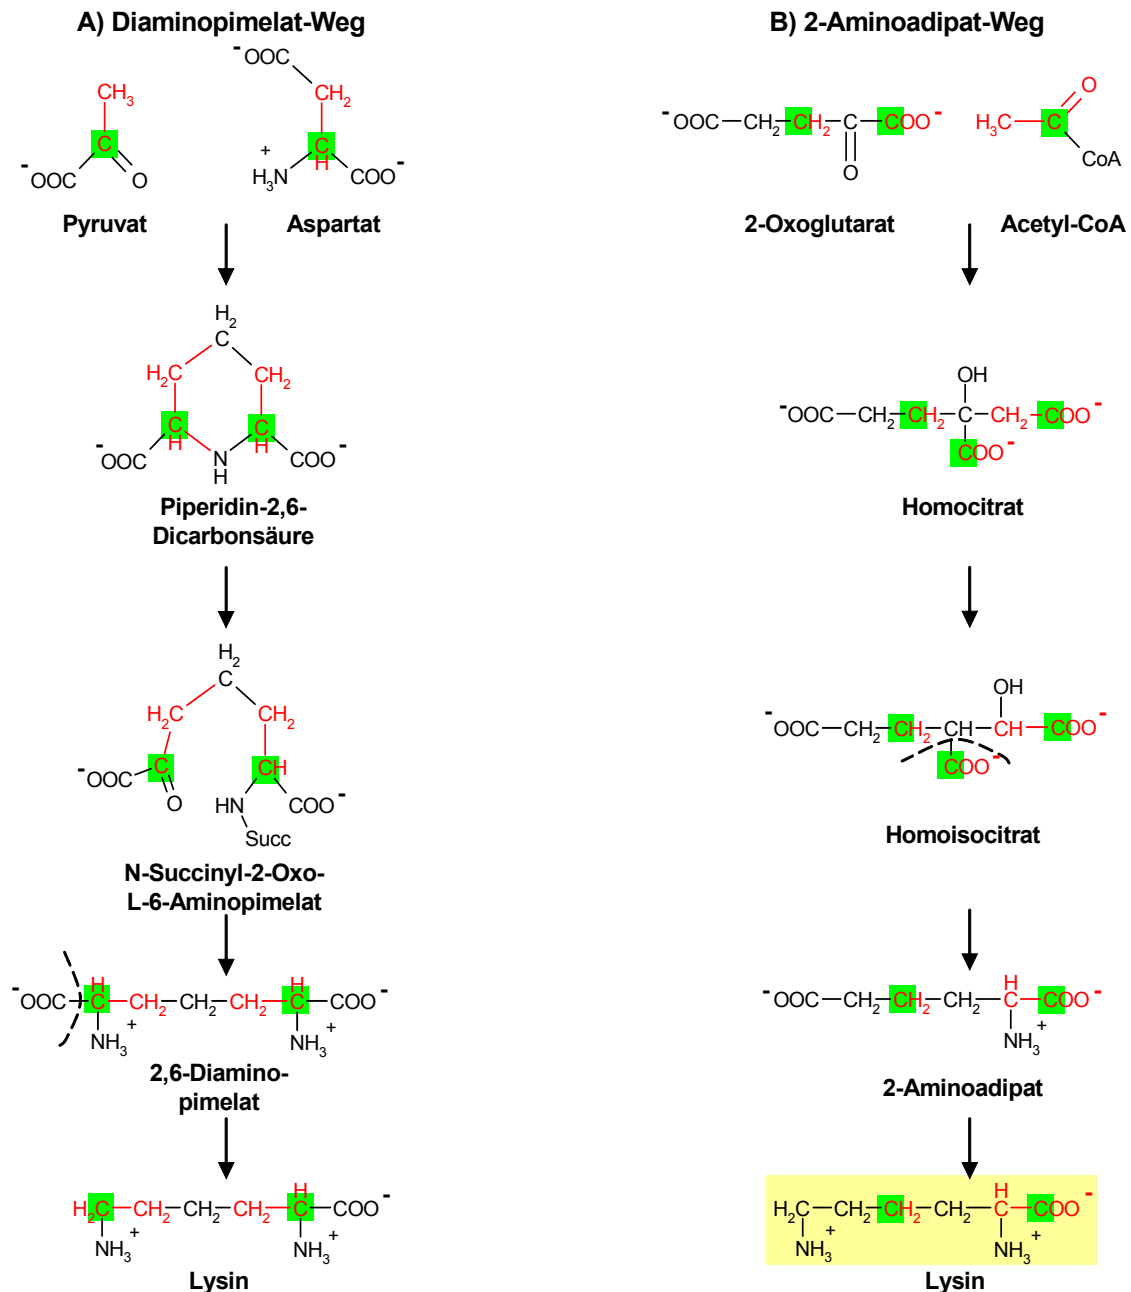 A) Diaminopimelat-Weg
B) 2-Aminoadipat-Weg
-OOC
CH3
CH2
C
-OOC
O
+
H3N
C
H
COO-
-OOC
CH2
CH2
C
COO-
O
H3C
C
O
CoA
Pyruvat
Aspartat
2-Oxoglutarat
Acetyl-CoA
H2
C
H2C
CH2
C
H
C
H
-OOC
N
H
COO-
OH
-OOC
CH2
CH2
C
CH2
COO-
COO-
Piperidin-2,6-
Dicarbonsäure
Homocitrat
H2
C
H2C
CH2
C
CH
-OOC
O
HN
COO-
Succ
OH
-OOC
CH2
CH2
CH
CH
COO-
COO-
N-Succinyl-2-Oxo-
L-6-Aminopimelat
Homoisocitrat
-OOC
H
C
CH2
CH2
CH2
H
C
COO-
NH3
+
NH3
+
-OOC
CH2
CH2
CH2
H
C
COO-
NH3
+
2,6-Diamino-
pimelat
2-Aminoadipat
H2C
CH2
CH2
CH2
H
C
COO-
NH3
+
NH3
+
H2C
CH2
CH2
CH2
H
C
COO-
NH3
+
NH3
+
Lysin
Lysin